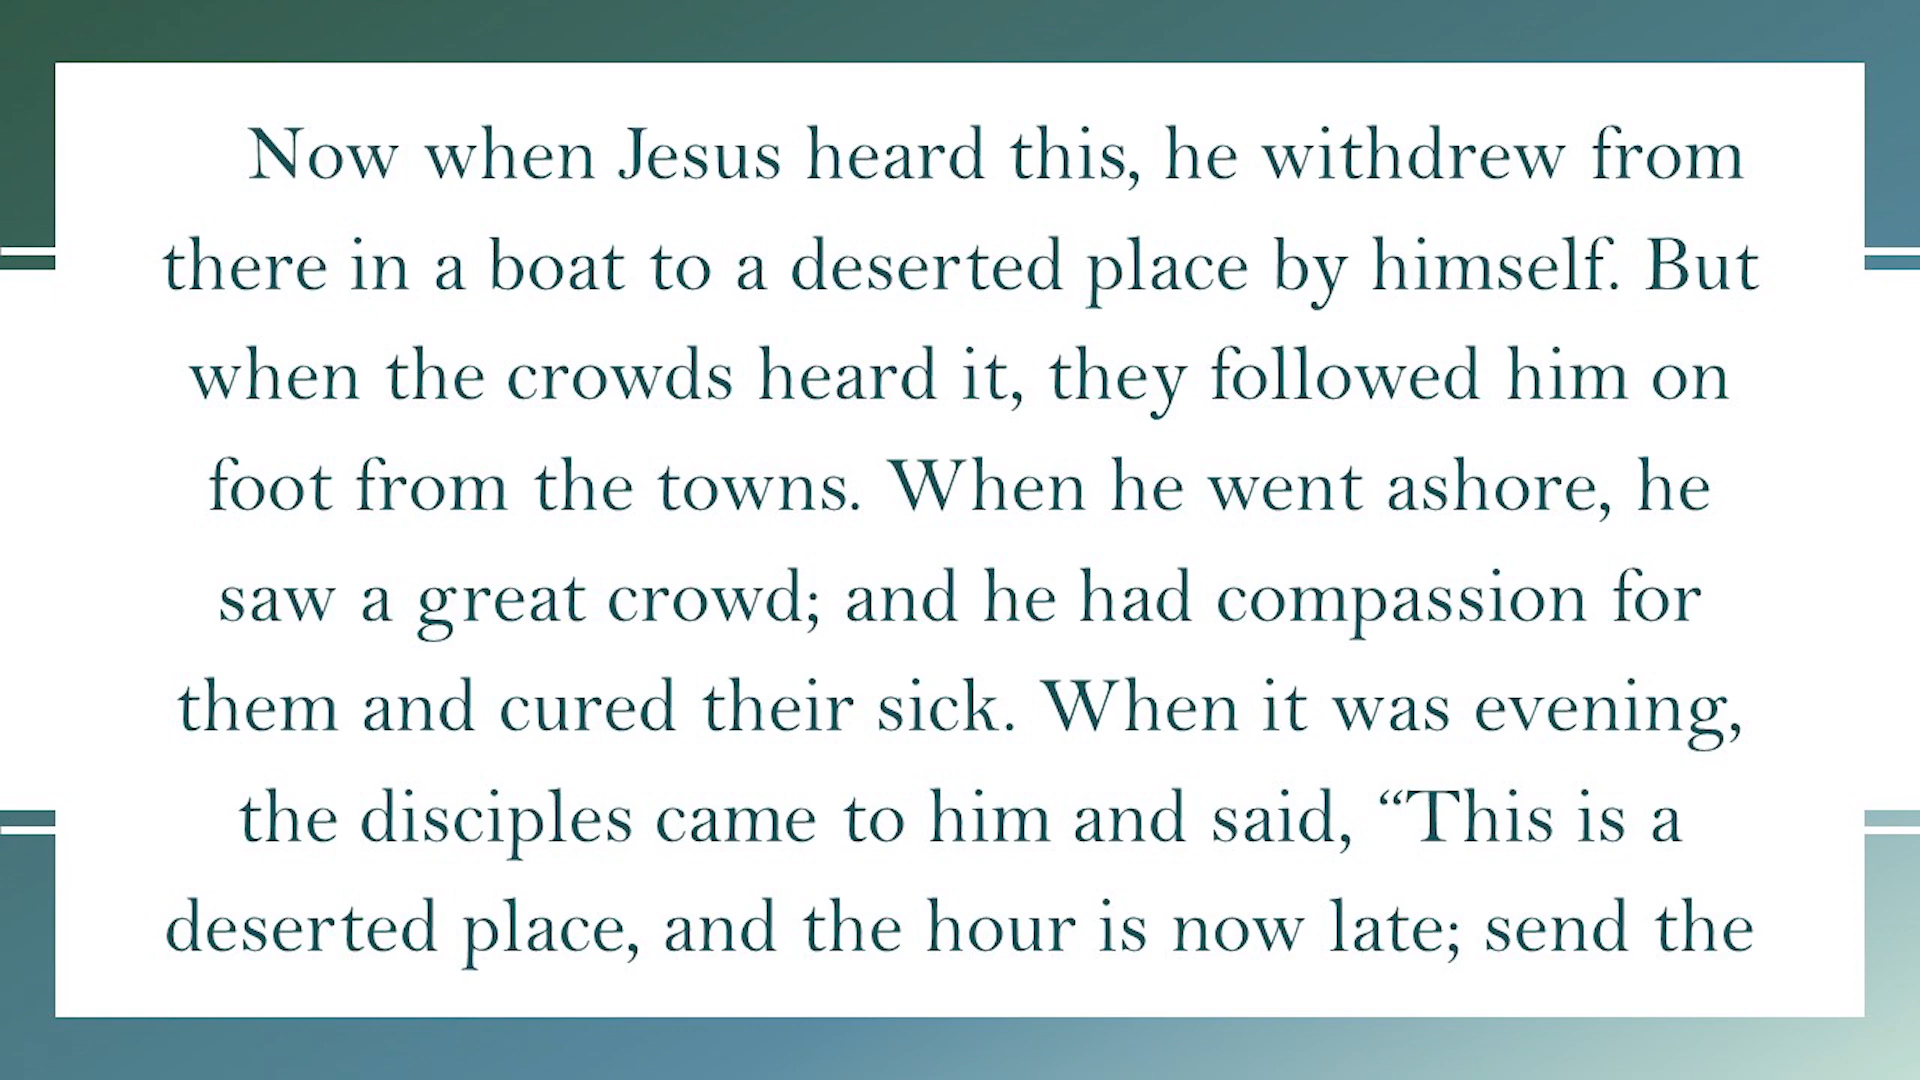 Now when Jesus heard this, he withdrew from
there in a boat to a deserted place by himself. But
when the crowds heard it, they followed him on
foot from the towns. When he went ashore, he
saw a great crowd; and he had compassion for
them and cured their sick. When it was evening,
the disciples came to him and said, “This is a
deserted place, and the hour is now late; send the